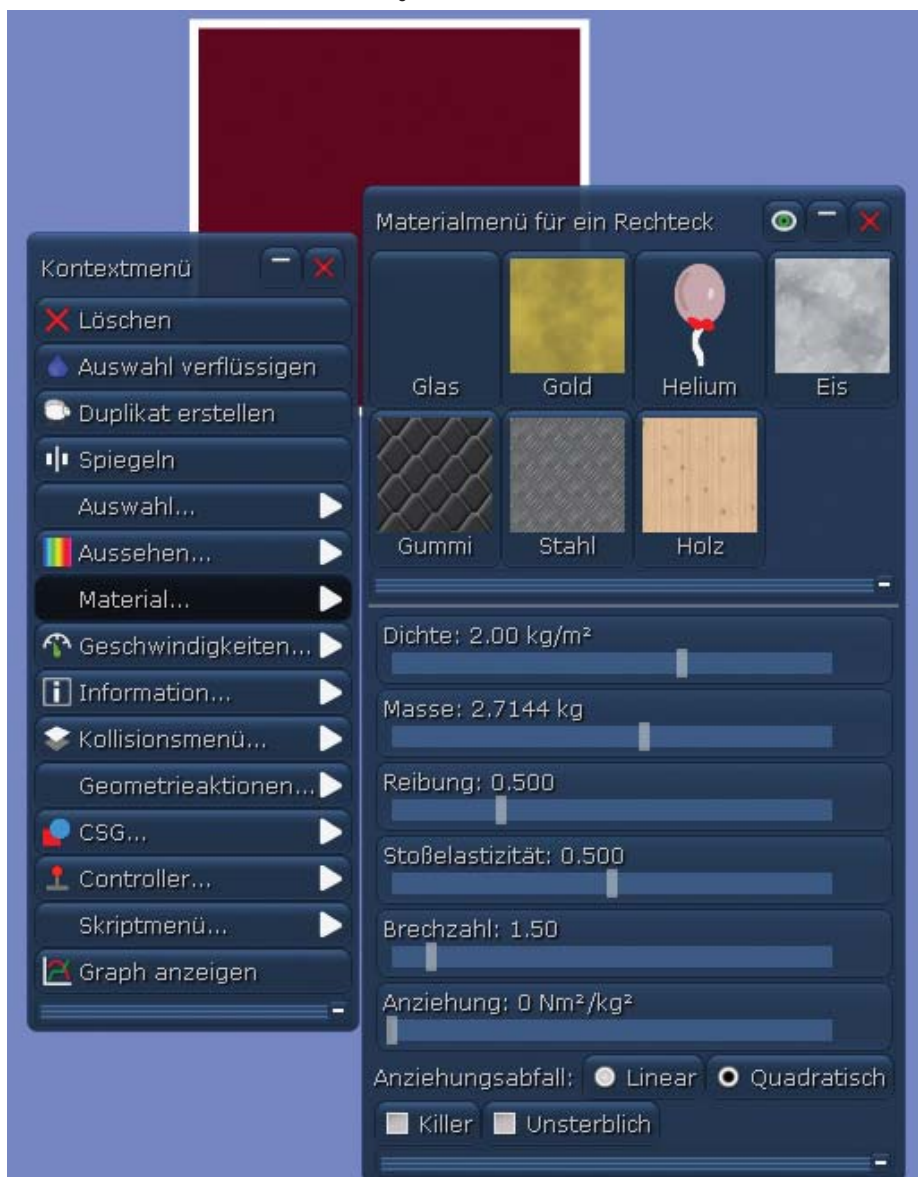 Kontextmenü
Löschen
Auswahl verflüssigen
Duplikat erstellen
Spiegeln
Auswahl...
Aussehen...
Material...
Geschwindigkeiten...
Information...
Kollisionsmenü...
Geometrieaktionen...
CSG...
Controller...
Skriptmenü...
Graph anzeigen
Materialmenü für ein Rechteck
Glas Gold Helium Eis
Gummi Stahl Holz
Dichte: 2.00 kg/m²
Masse: 2.7144 kg
Reibung: 0.500
Stoßelastizität: 0.500
Brechzahl: 1.50
Anziehung: 0 Nm²/kg²
Anziehungsabfall: Linear Quadratisch
Killer Unsterblich